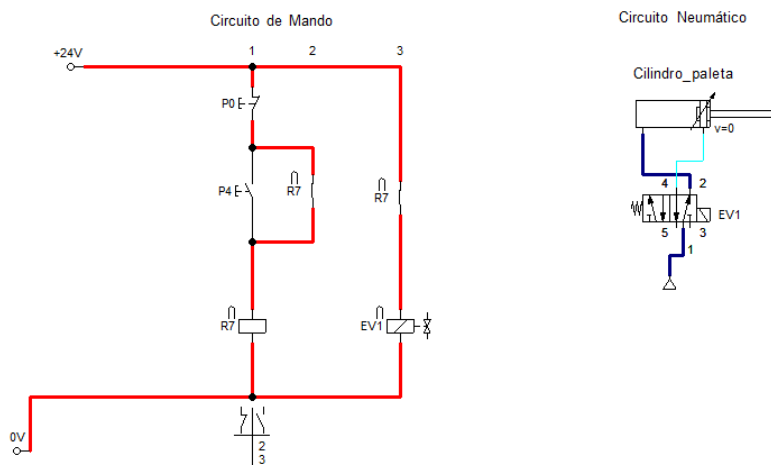 Circuito de Mando
Circuito Neumático
+24V
1
2
3
Cilindro_paleta
P0
v=0
P4
R7
R7
4
2
EV1
5
3
1
R7
EV1
0V
2
3